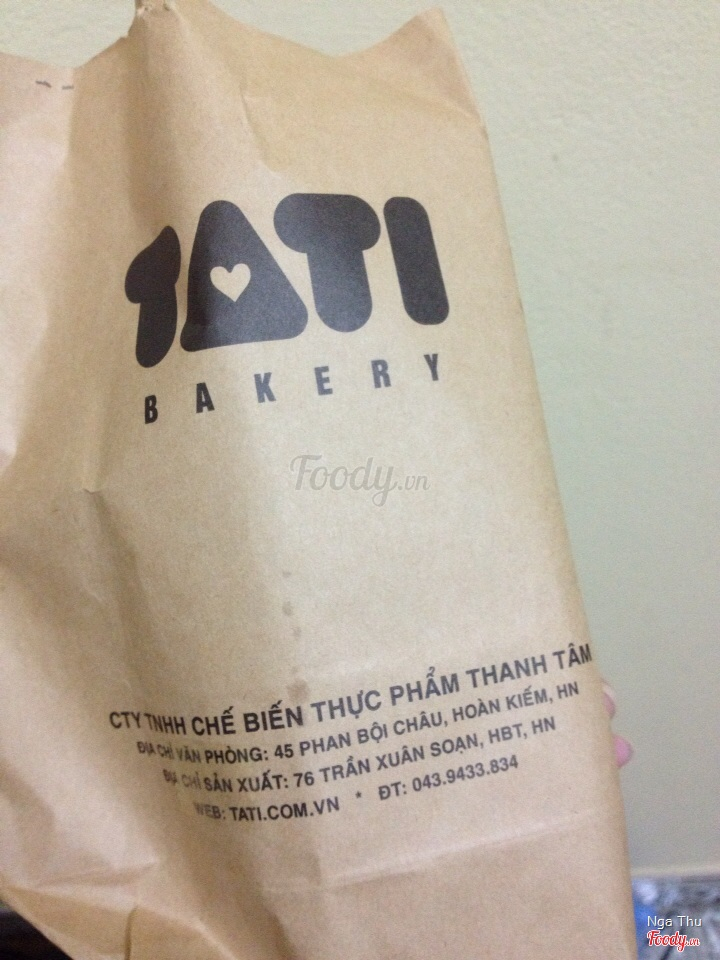 TATI
BAKERY
Foody.vn
CTY TNHH CHẾ BIẾN THỰC PHẨM THANH TÂM
ĐỊA CHỈ VĂN PHÒNG: 45 PHAN BỘI CHÂU, HOÀN KIẾM, HN
ĐỊA CHỈ SẢN XUẤT: 76 TRẦN XUÂN SOẠN, HBT, HN
WEB: TATI.COM.VN * ĐT: 043.9433.834
Nga Thu
Foody.vn